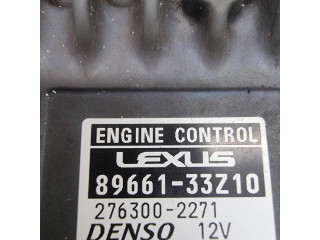 ENGINE CONTROL
LEXUS
89661-33Z10
276300-2271
DENSO 12V